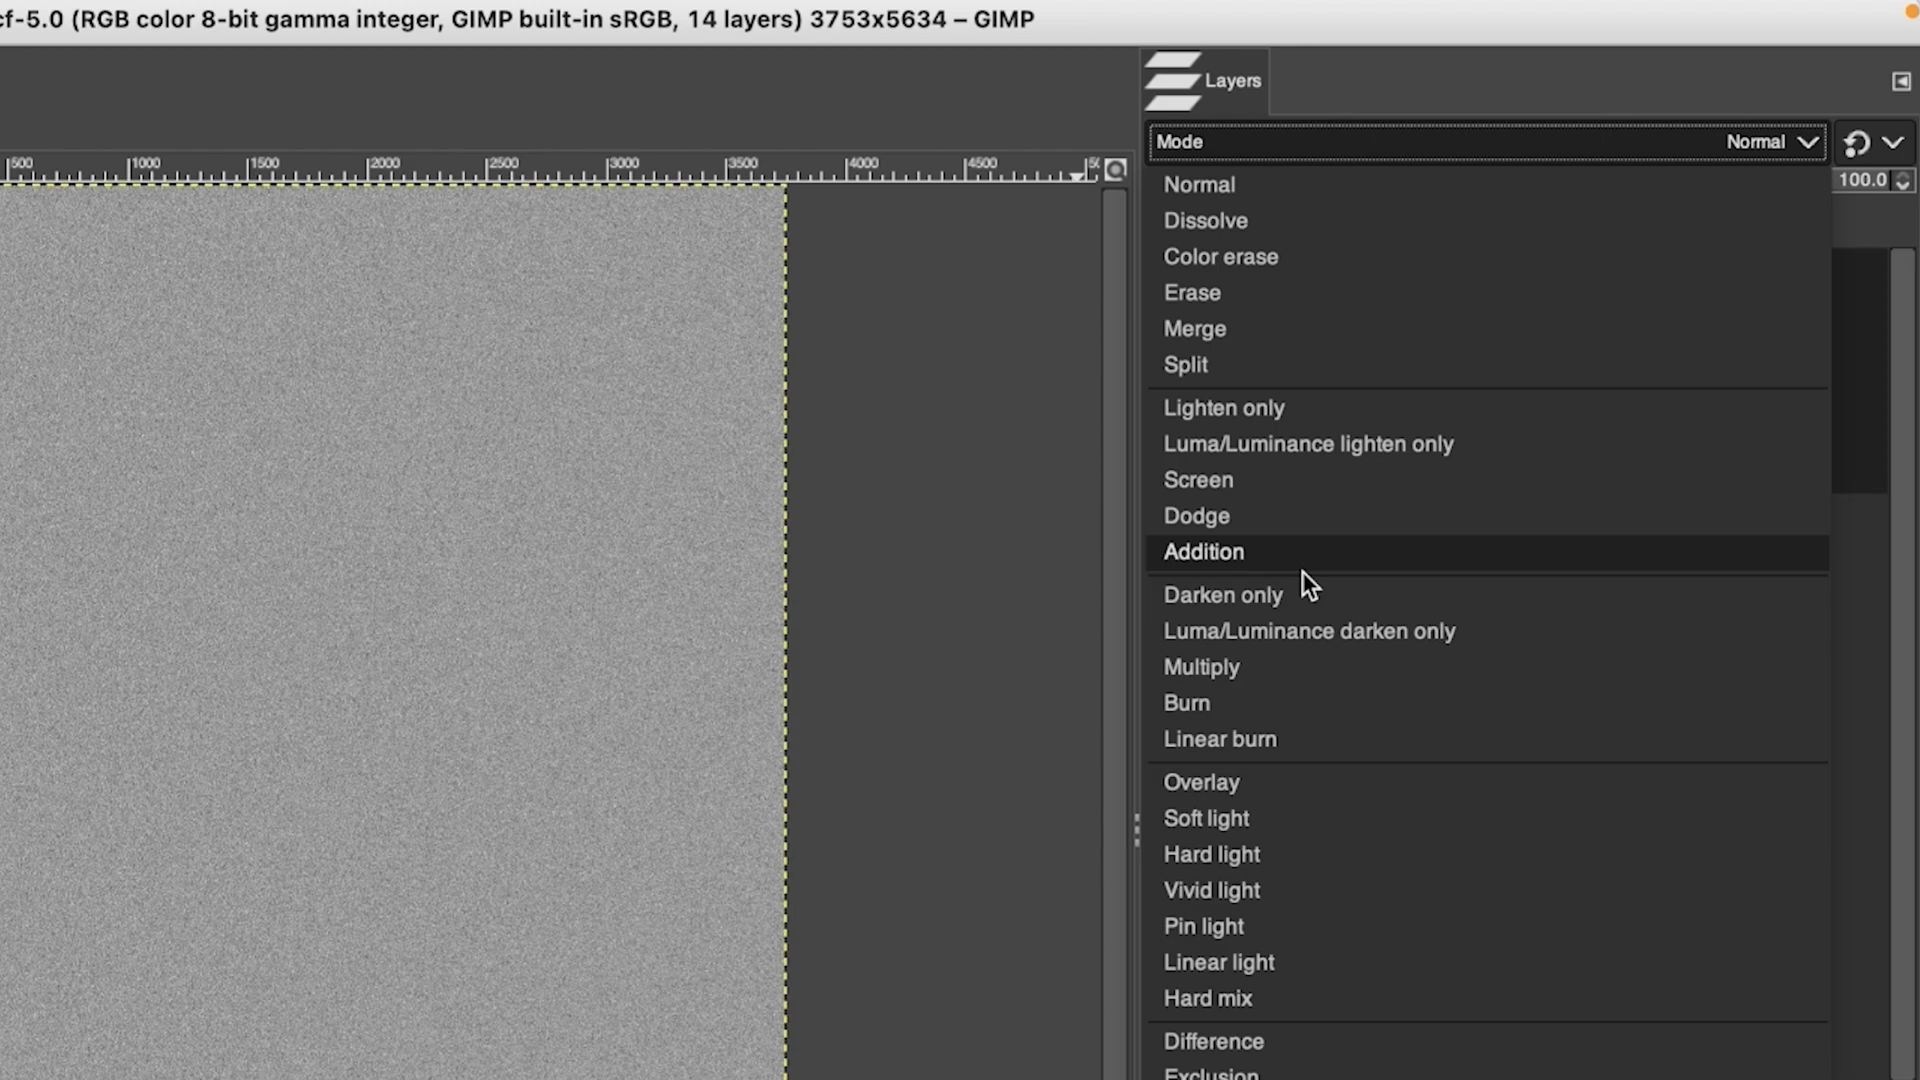 cf-5.0 (RGB color 8-bit gamma integer, GIMP built-in sRGB, 14 layers) 3753x5634 – GIMP
Layers
Mode Normal
500 1000 1500 2000 2500 3000 3500 4000 4500
100.0
Normal
Dissolve
Color erase
Erase
Merge
Split
Lighten only
Luma/Luminance lighten only
Screen
Dodge
Addition
Darken only
Luma/Luminance darken only
Multiply
Burn
Linear burn
Overlay
Soft light
Hard light
Vivid light
Pin light
Linear light
Hard mix
Difference
Exclusion